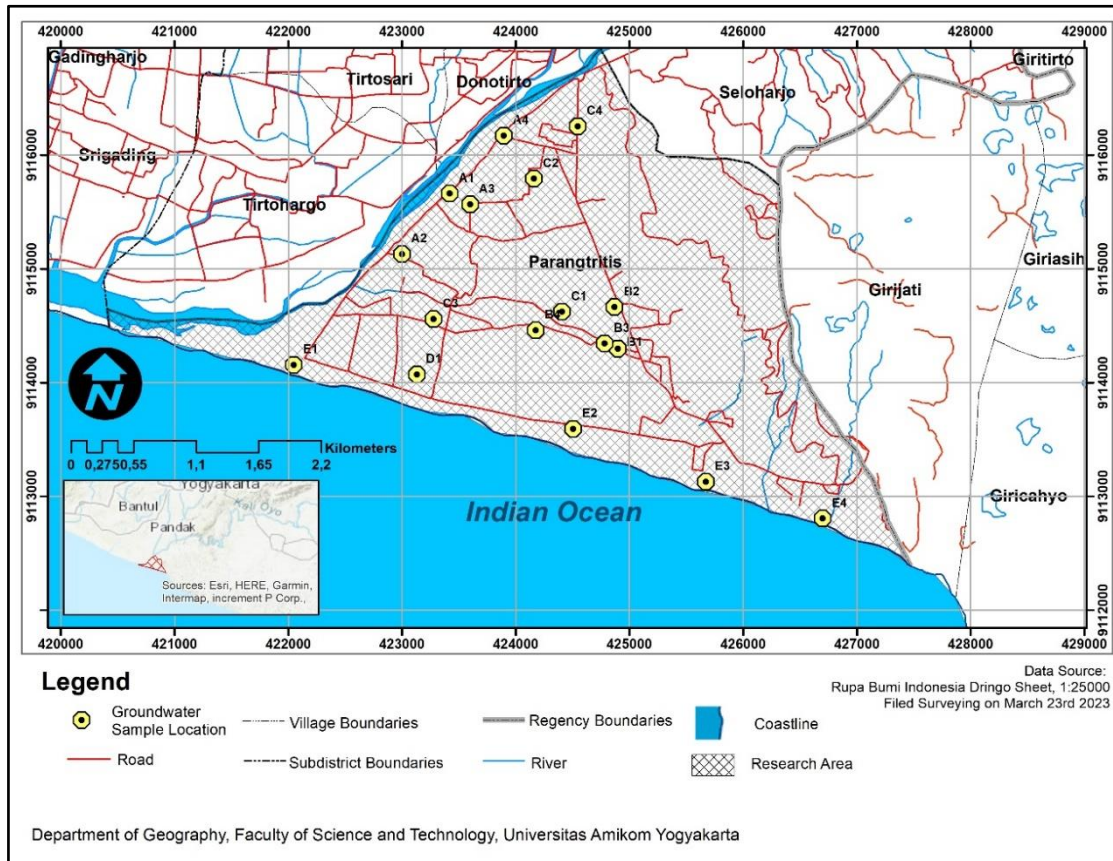 420000 421000 422000 423000 424000 425000 426000 427000 428000 429000
Gadingharjo
Tirtosari
Donotirto
Seloharjo
Giritirto
C4
A4
9116000
Srigading
9116000
C2
A1
A3
Tirtohargo
A2
9115000
Parangtritis
Giriasih
9115000
Girijati
C3
C1
B2
B4
B3
B1
E1
D1
9114000
9114000
N
E2
Kilometers
0 0,2750,55 1,1 1,65 2,2
E3
9113000
Indian Ocean
E4
Giricahyo
9113000
Yogyakarta
Bantul
Kali Oyo
Pandak
Sources: Esri, HERE, Garmin,
Intermap, increment P Corp.,
9112000
9112000
420000 421000 422000 423000 424000 425000 426000 427000 428000 429000
Legend
Data Source:
Rupa Bumi Indonesia Dringo Sheet, 1:25000
Filed Surveying on March 23rd 2023
Groundwater
Sample Location
Village Boundaries
Regency Boundaries
Coastline
Road
Subdistrict Boundaries
River
Research Area
Department of Geography, Faculty of Science and Technology, Universitas Amikom Yogyakarta